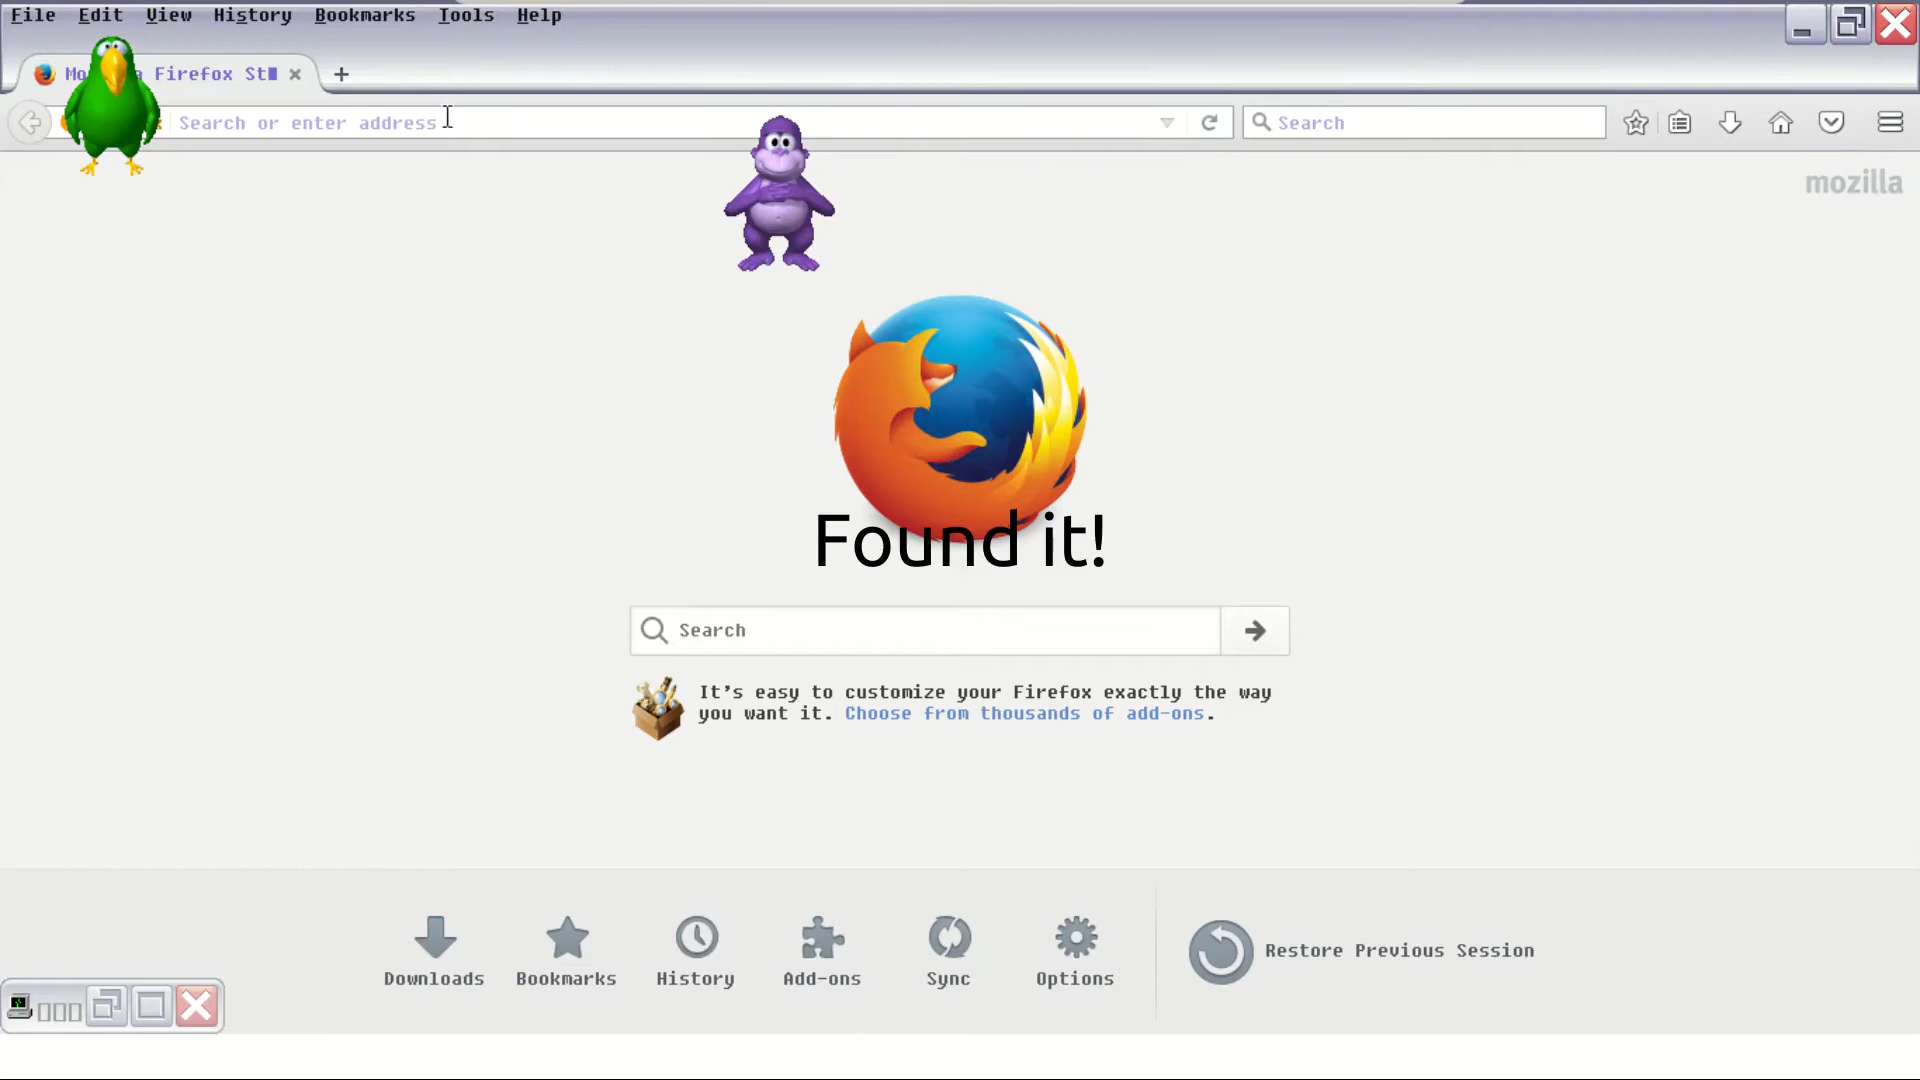 File Edit View History Bookmarks Tools Help
Firefox St
Search or enter address
Search
mozilla
Found it!
Search
It's easy to customize your Firefox exactly the way
you want it. Choose from thousands of add-ons.
Downloads Bookmarks History Add-ons Sync Options
Restore Previous Session